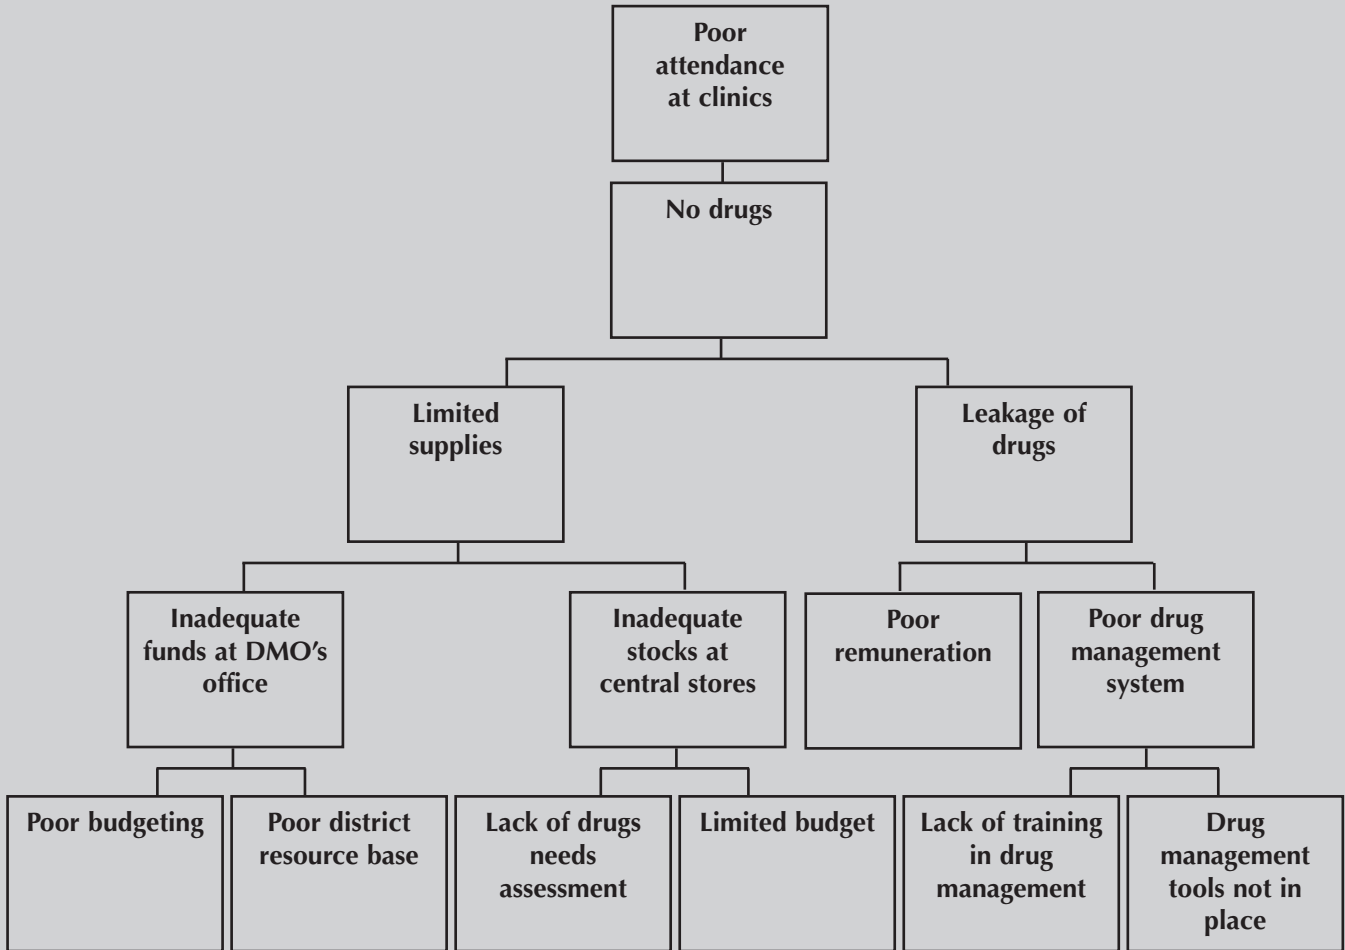 Poor
attendance
at clinics
No drugs
Limited
supplies
Leakage of
drugs
Inadequate
funds at DMO’s
office
Inadequate
stocks at
central stores
Poor
remuneration
Poor drug
management
system
Poor budgeting
Poor district
resource base
Lack of drugs
needs
assessment
Limited budget
Lack of training
in drug
management
Drug
management
tools not in
place